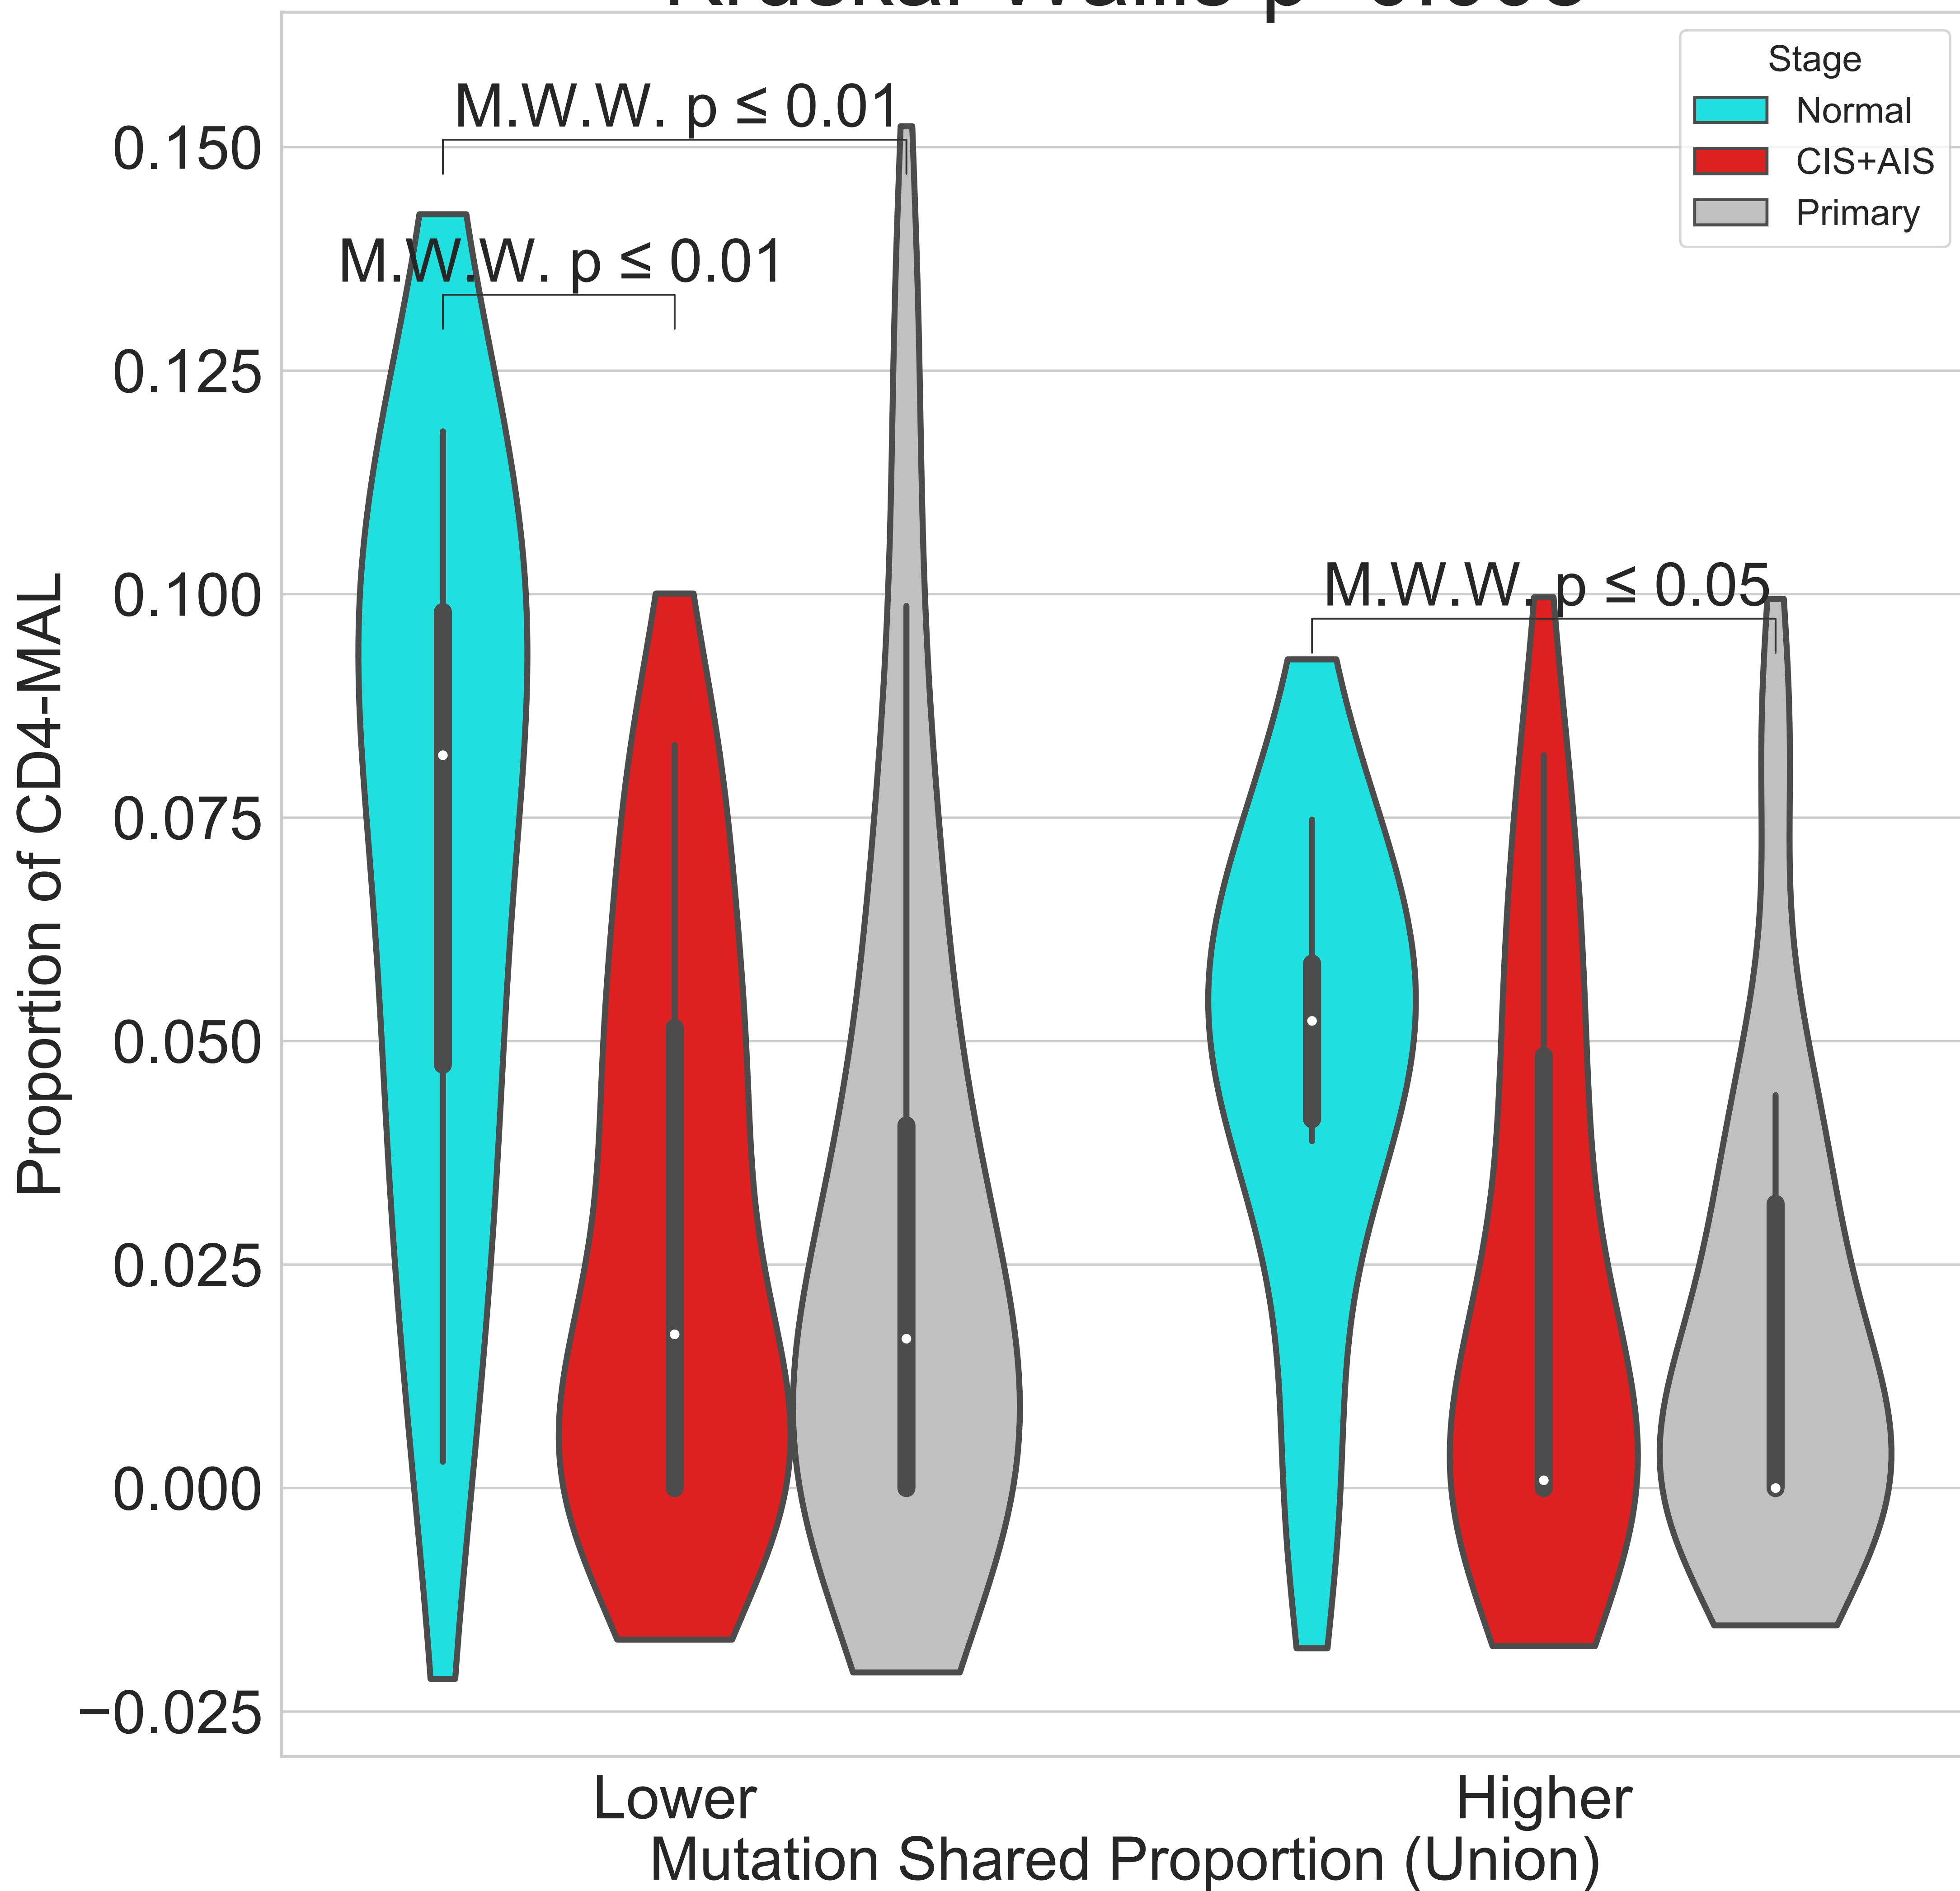 Stage
Normal
CIS+AIS
Primary
M.W.W. p ≤ 0.01
M.W.W. p ≤ 0.01
M.W.W. p ≤ 0.05
0.150
0.125
0.100
0.075
0.050
0.025
0.000
−0.025
Proportion of CD4-MAL
Lower
Higher
Mutation Shared Proportion (Union)